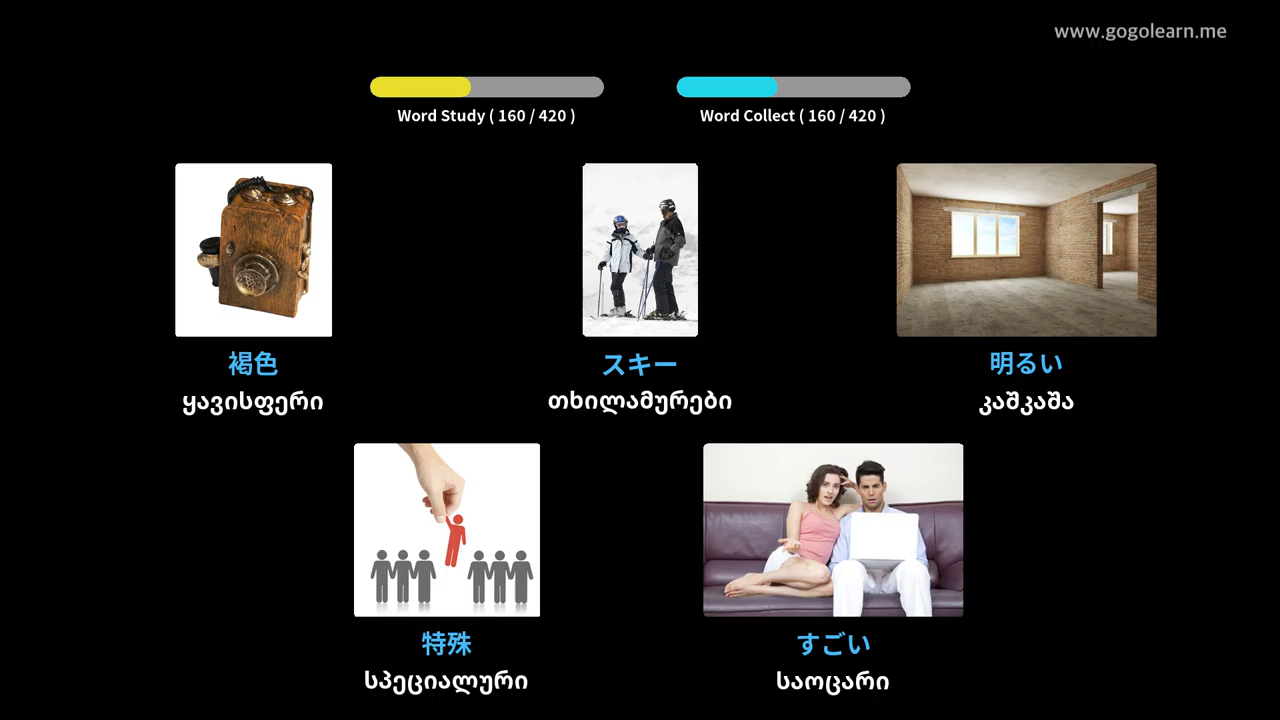 www.gogolearn.me
Word Study ( 160 / 420 )
Word Collect ( 160 / 420 )
褐色
ყავისფერი
スキー
თხილამურები
明るい
კაშკაშა
特殊
სპეციალური
すごい
საოცარი